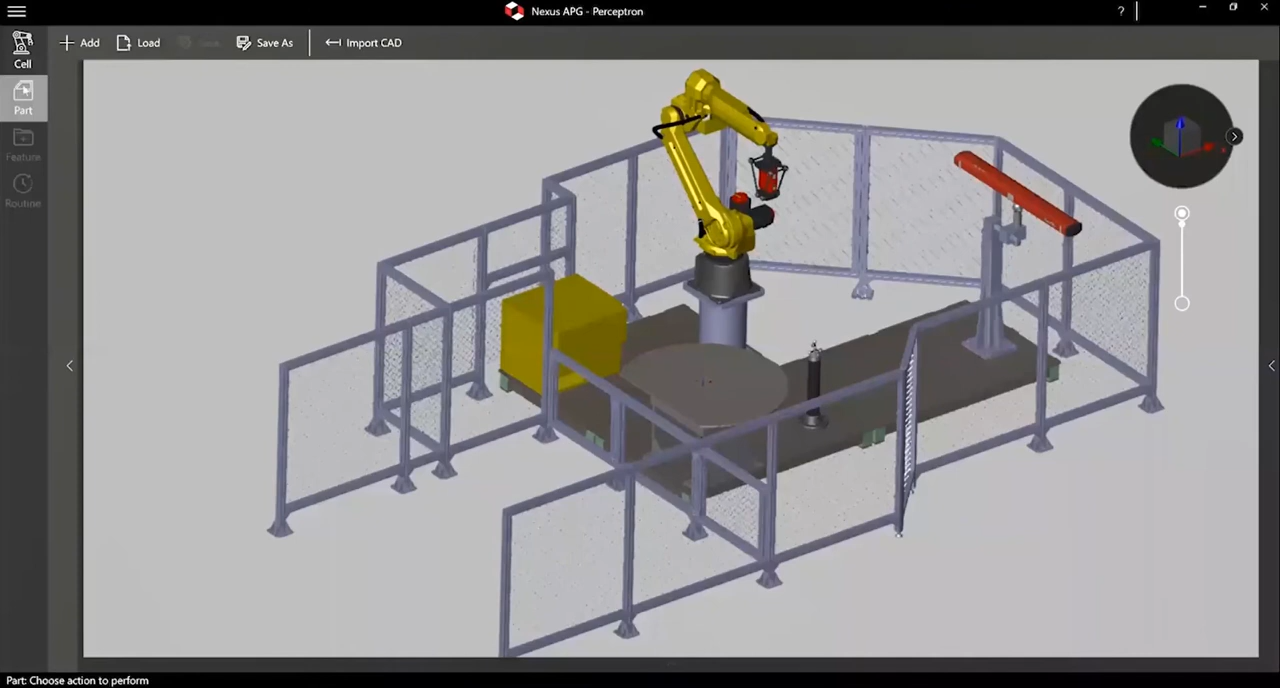 Nexus APG - Perceptron
?
Add
Load
Save As
Import CAD
Cell
Part
Feature
Routine
Part: Choose action to perform